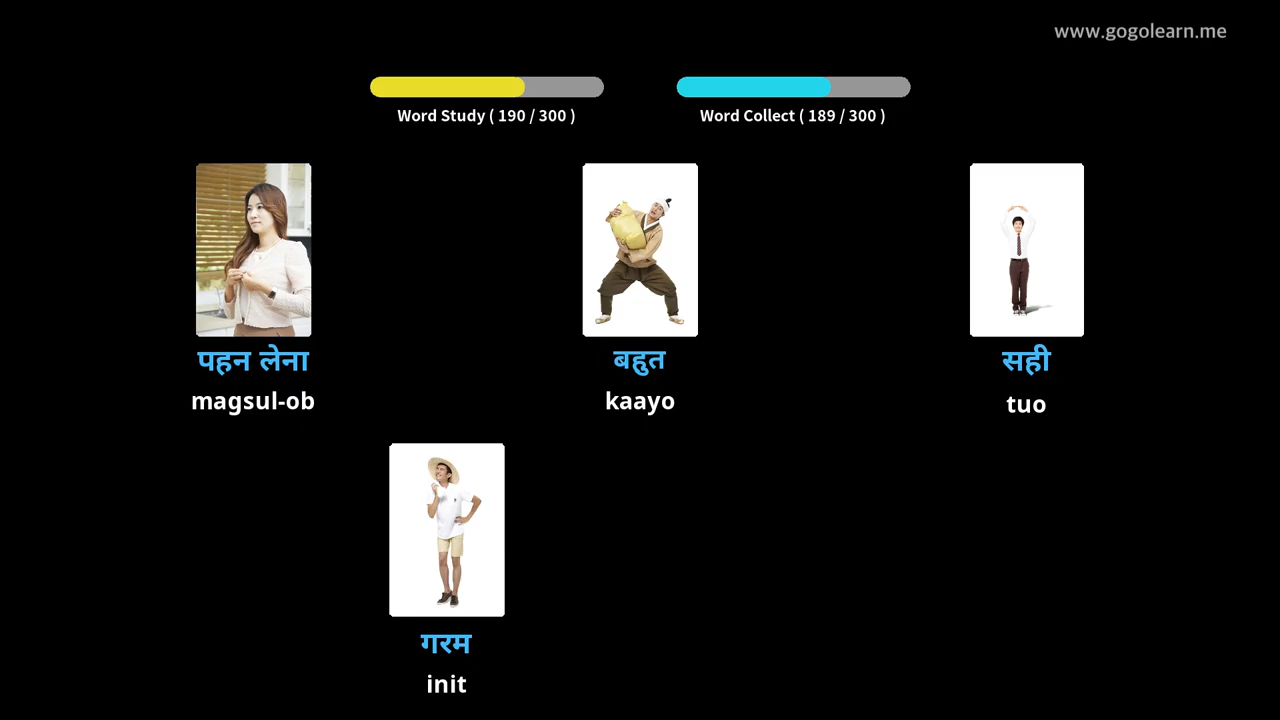 www.gogolearn.me
Word Study ( 190 / 300 )
Word Collect ( 189 / 300 )
पहन लेना
magsul-ob
बहुत
kaayo
सही
tuo
गरम
init